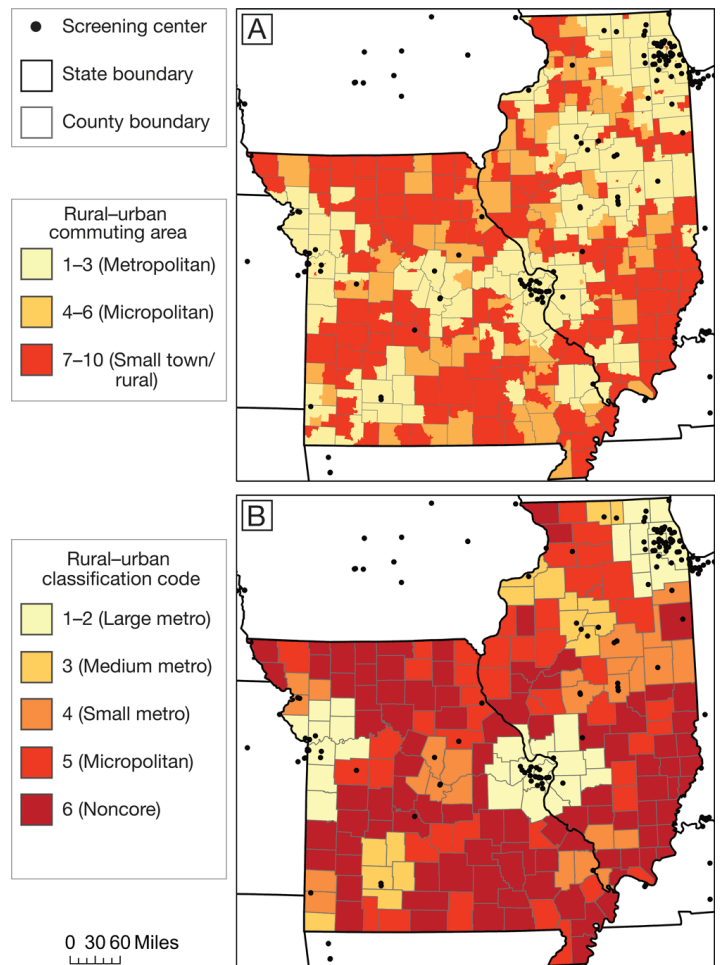 Screening center
State boundary
County boundary
Rural–urban
commuting area
1–3 (Metropolitan)
4–6 (Micropolitan)
7–10 (Small town/
rural)
A
B
Rural–urban
classification code
1–2 (Large metro)
3 (Medium metro)
4 (Small metro)
5 (Micropolitan)
6 (Noncore)
0 30 60 Miles